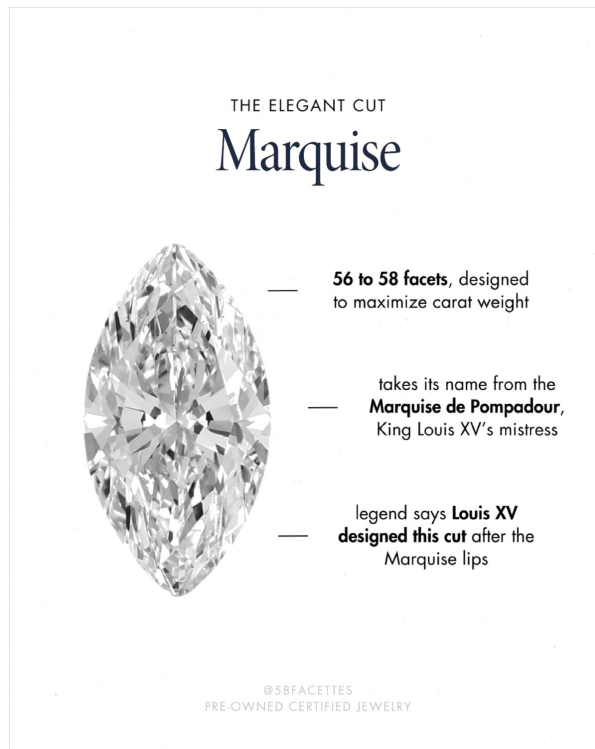 THE ELEGANT CUT
Marquise
56 to 58 facets, designed
to maximize carat weight
takes its name from the
Marquise de Pompadour,
King Louis XV's mistress
legend says Louis XV
designed this cut after the
Marquise lips
@58FACETTES
PRE-OWNED CERTIFIED JEWELRY